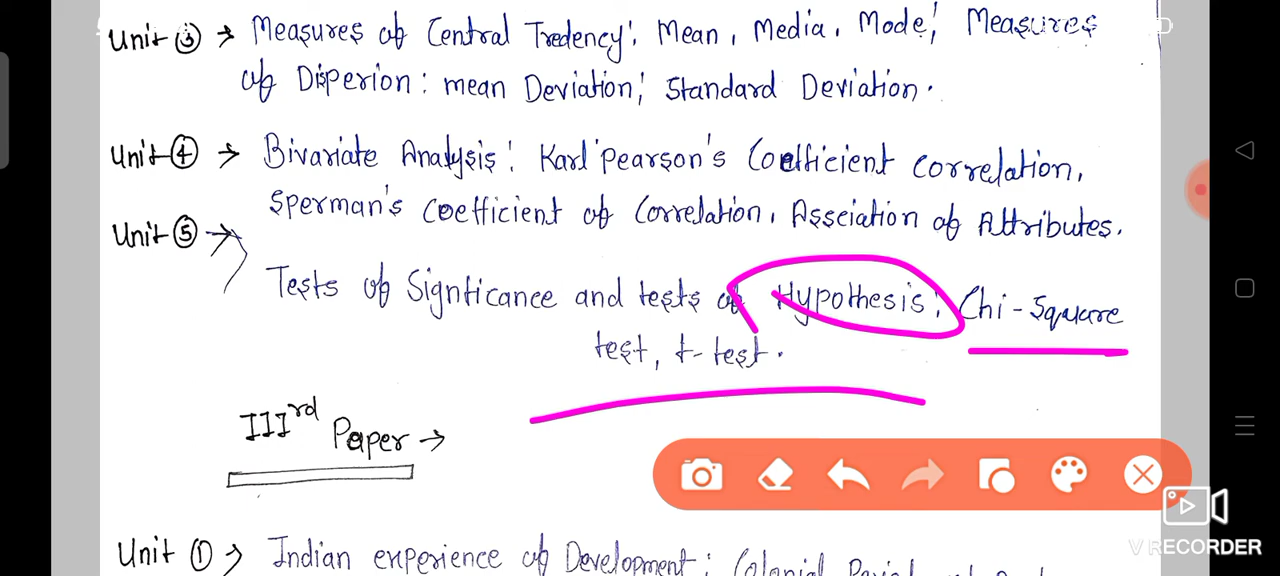 Unit ③ → Measures of Central Tredency: Mean, Media, Mode; Measures
of Disperion: mean Deviation; Standard Deviation.
Unit ④ → Bivariate Analysis: Karl Pearson's Coefficient correlation,
Sperman's Coefficient of Correlation, Assciation of Attributes.
Unit ⑤ →
Tests of Signticance and tests of Hypothesis; Chi-Square
test, t-test.
IIIrd Paper →
Unit ① → Indian experience of Development: Colonial Period
V RECORDER